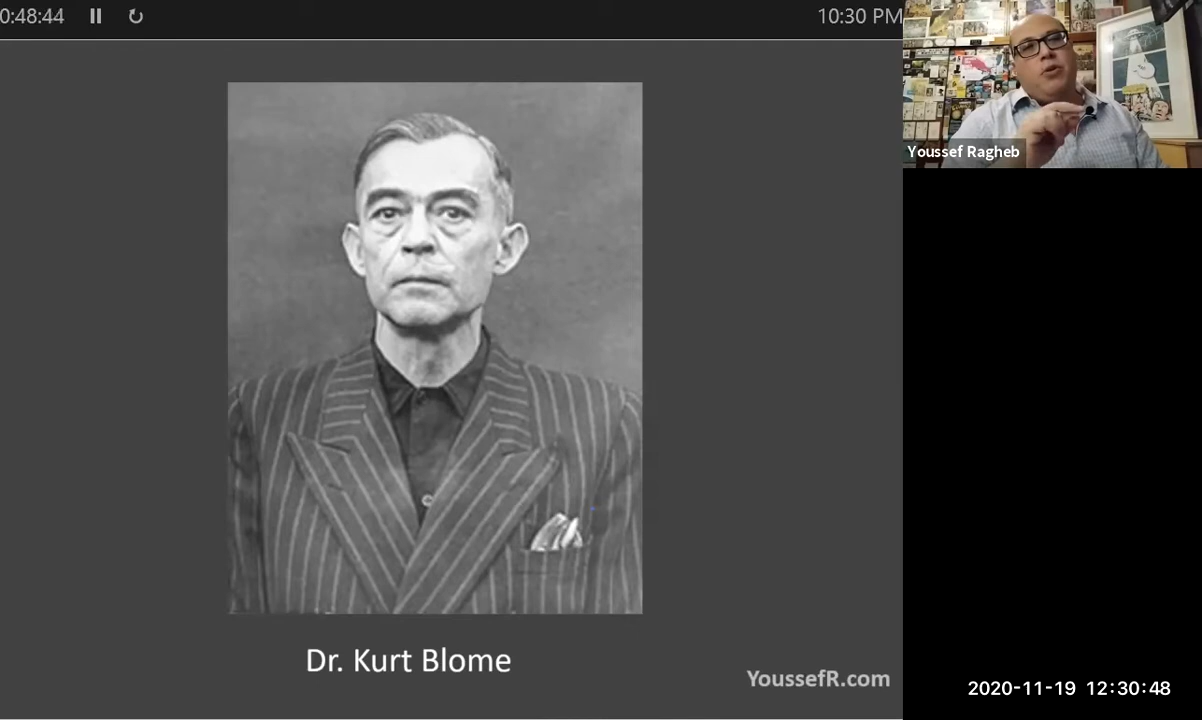 0:48:44
10:30 PM
Youssef Ragheb
Dr. Kurt Blome
YoussefR.com
2020-11-19 12:30:48